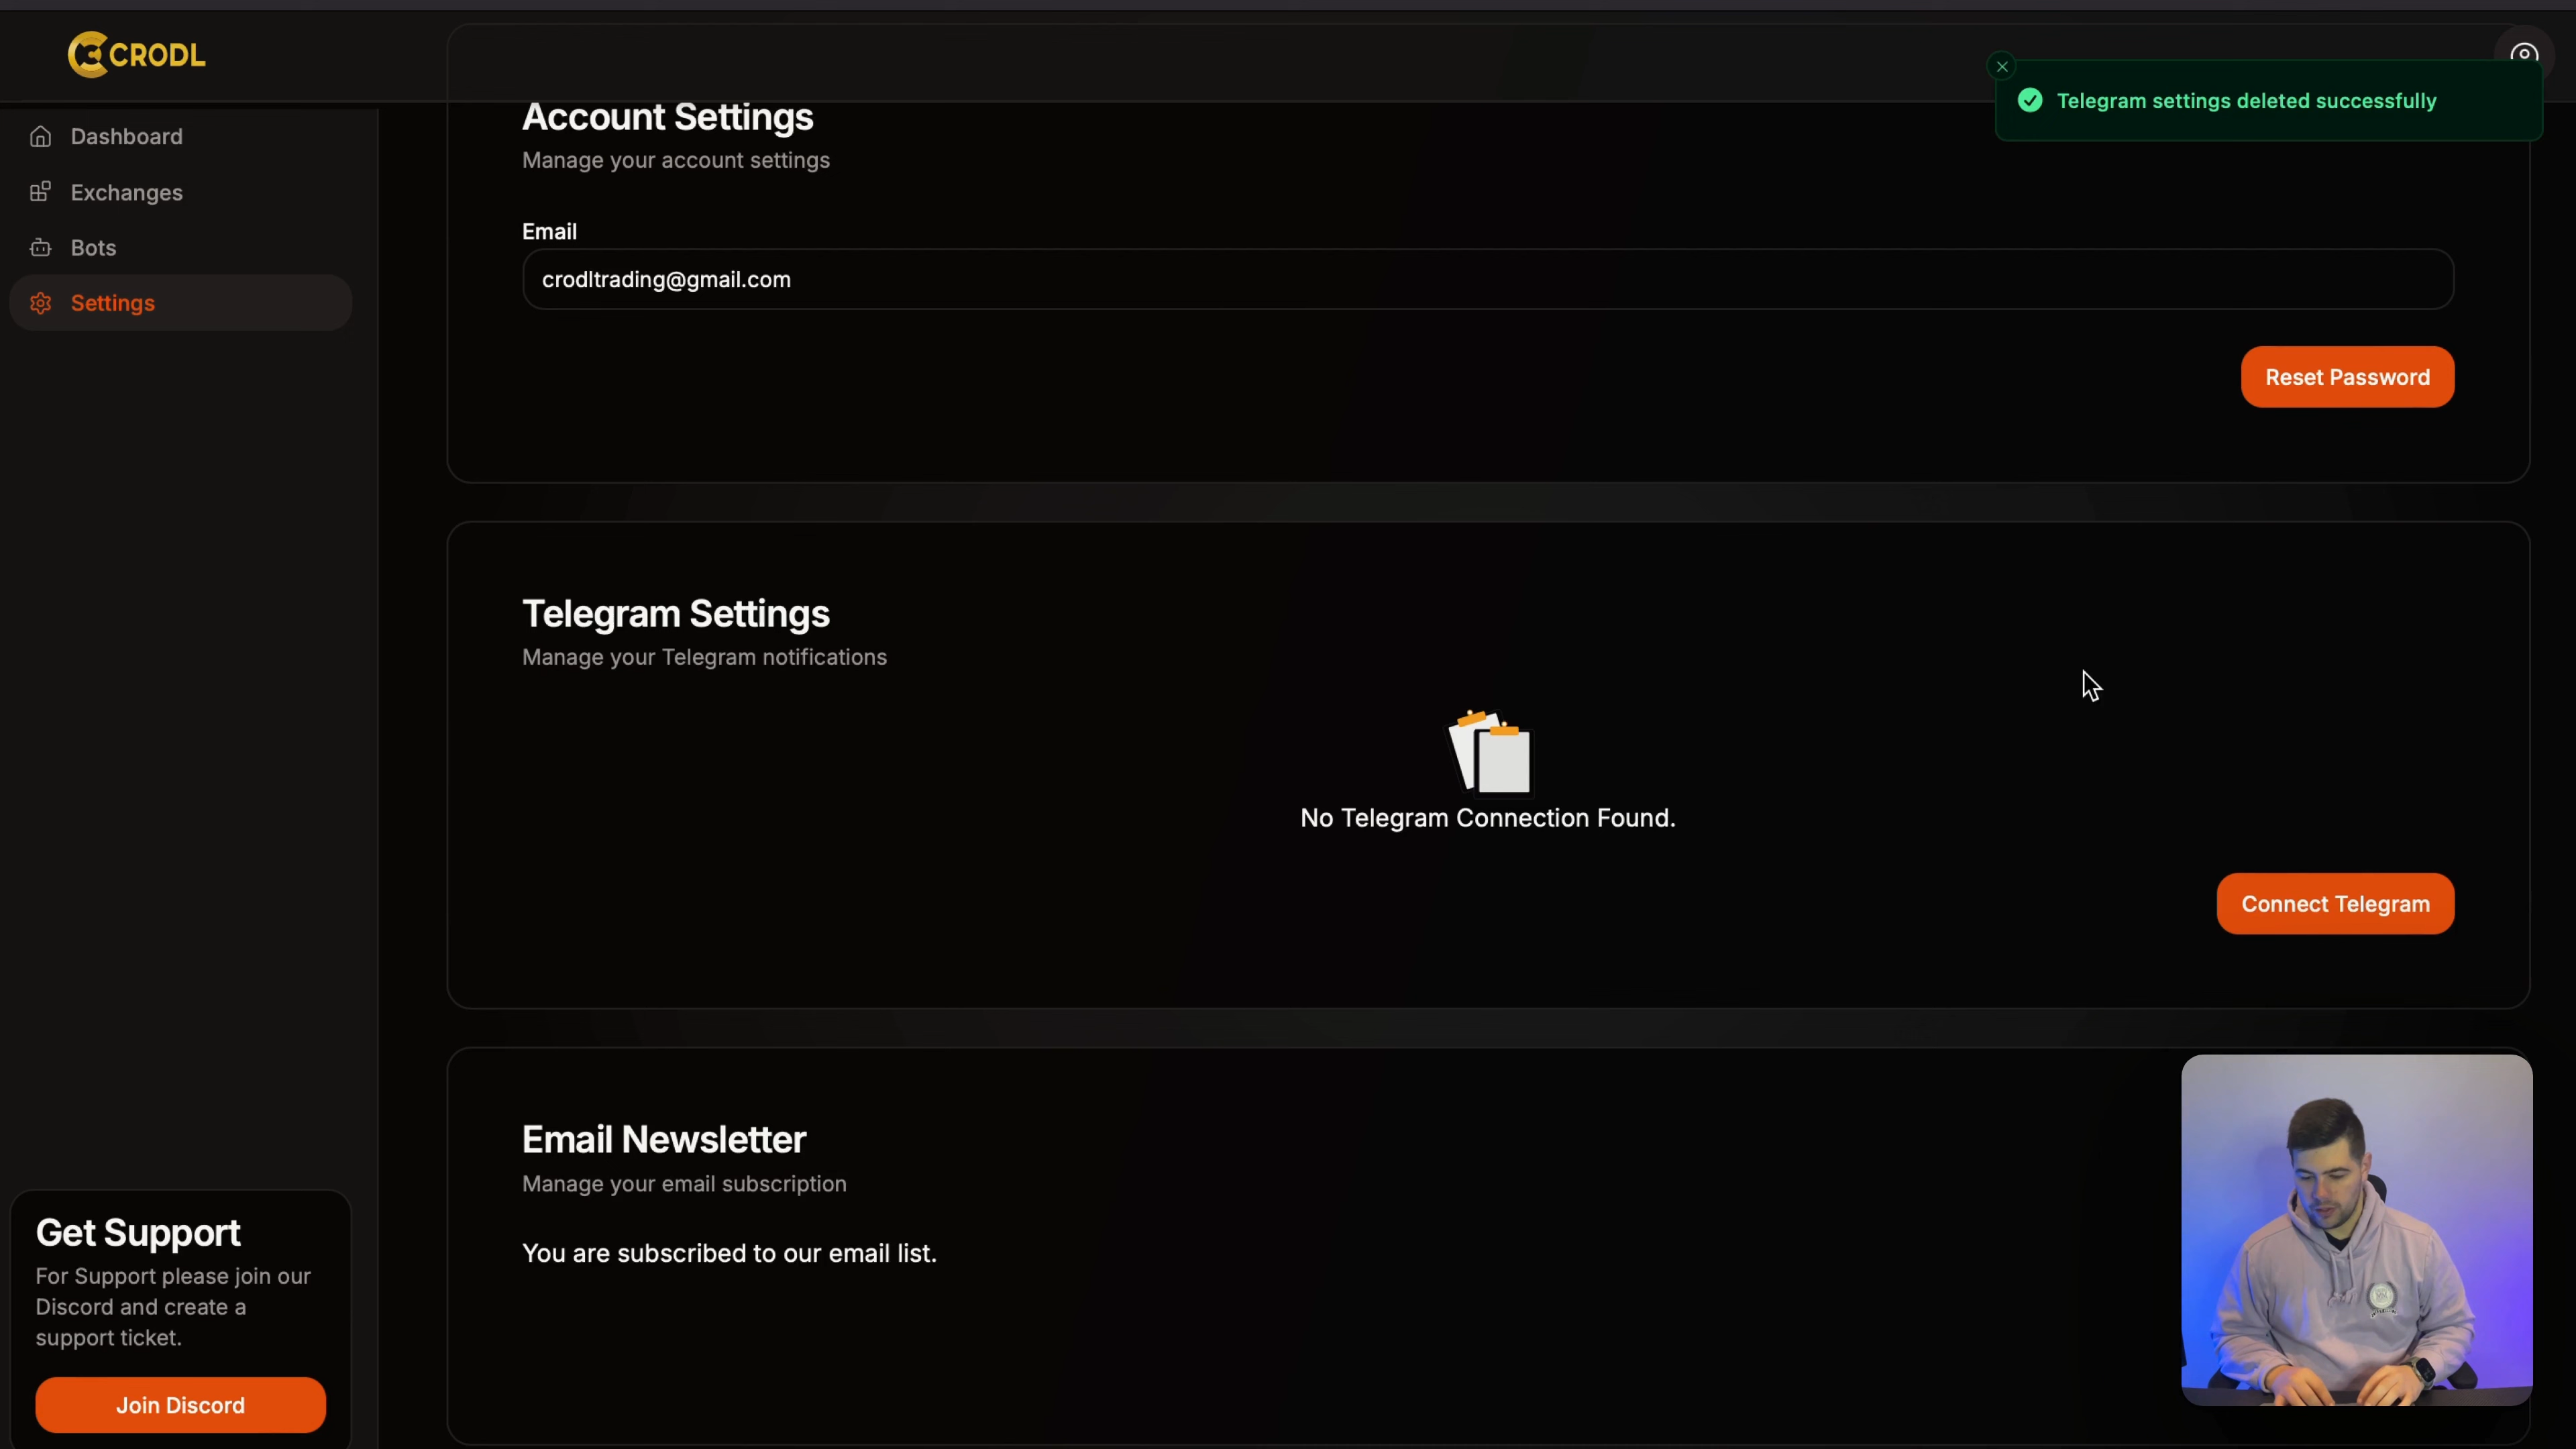 CRODL
Telegram settings deleted successfully
Dashboard
Exchanges
Bots
Settings
Account Settings
Manage your account settings
Email
crodltrading@gmail.com
Reset Password
Telegram Settings
Manage your Telegram notifications
No Telegram Connection Found.
Connect Telegram
Email Newsletter
Manage your email subscription
You are subscribed to our email list.
Get Support
For Support please join our
Discord and create a
support ticket.
Join Discord